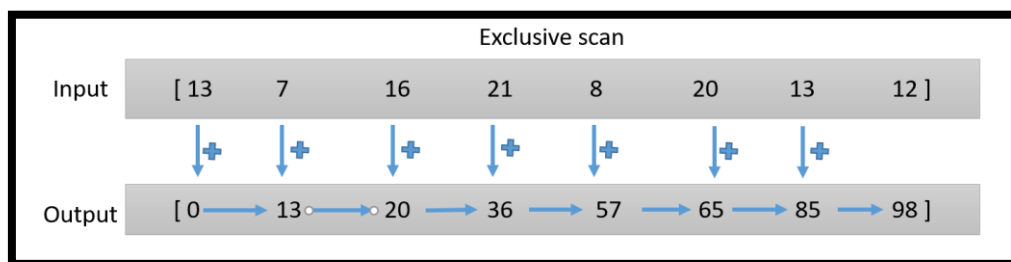 Exclusive scan
Input [ 13 7 16 21 8 20 13 12 ]
Output [ 0 13 20 36 57 65 85 98 ]